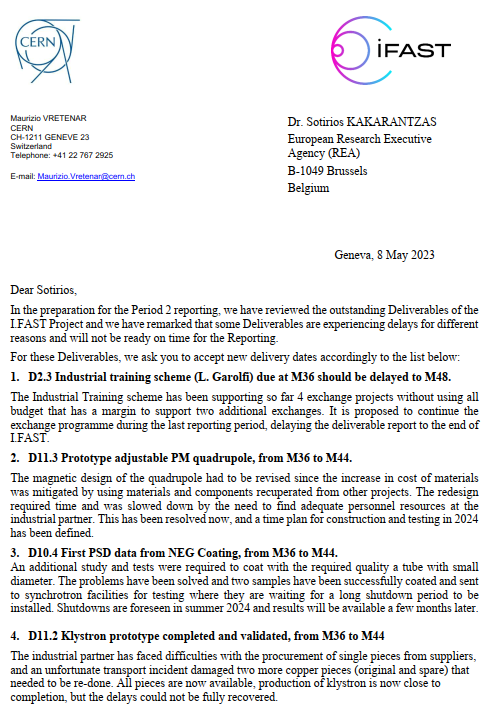 CERN
iFAST
Maurizio VRETENAR
CERN
CH-1211 GENEVE 23
Switzerland
Telephone: +41 22 767 2925
E-mail: Maurizio.Vretenar@cern.ch
Dr. Sotirios KAKARANTZAS
European Research Executive
Agency (REA)
B-1049 Brussels
Belgium
Geneva, 8 May 2023
Dear Sotirios,
In the preparation for the Period 2 reporting, we have reviewed the outstanding Deliverables of the
I.FAST Project and we have remarked that some Deliverables are experiencing delays for different
reasons and will not be ready on time for the Reporting.
For these Deliverables, we ask you to accept new delivery dates accordingly to the list below:
1. D2.3 Industrial training scheme (L. Garolfi) due at M36 should be delayed to M48.
The Industrial Training scheme has been supporting so far 4 exchange projects without using all
budget that has a margin to support two additional exchanges. It is proposed to continue the
exchange programme during the last reporting period, delaying the deliverable report to the end of
I.FAST.
2. D11.3 Prototype adjustable PM quadrupole, from M36 to M44.
The magnetic design of the quadrupole had to be revised since the increase in cost of materials
was mitigated by using materials and components recuperated from other projects. The redesign
required time and was slowed down by the need to find adequate personnel resources at the
industrial partner. This has been resolved now, and a time plan for construction and testing in 2024
has been defined.
3. D10.4 First PSD data from NEG Coating, from M36 to M44.
An additional study and tests were required to coat with the required quality a tube with small
diameter. The problems have been solved and two samples have been successfully coated and sent
to synchrotron facilities for testing where they are waiting for a long shutdown period to be
installed. Shutdowns are foreseen in summer 2024 and results will be available a few months later.
4. D11.2 Klystron prototype completed and validated, from M36 to M44
The industrial partner has faced difficulties with the procurement of single pieces from suppliers,
and an unfortunate transport incident damaged two more copper pieces (original and spare) that
needed to be re-done. All pieces are now available, production of klystron is now close to
completion, but the delays could not be fully recovered.